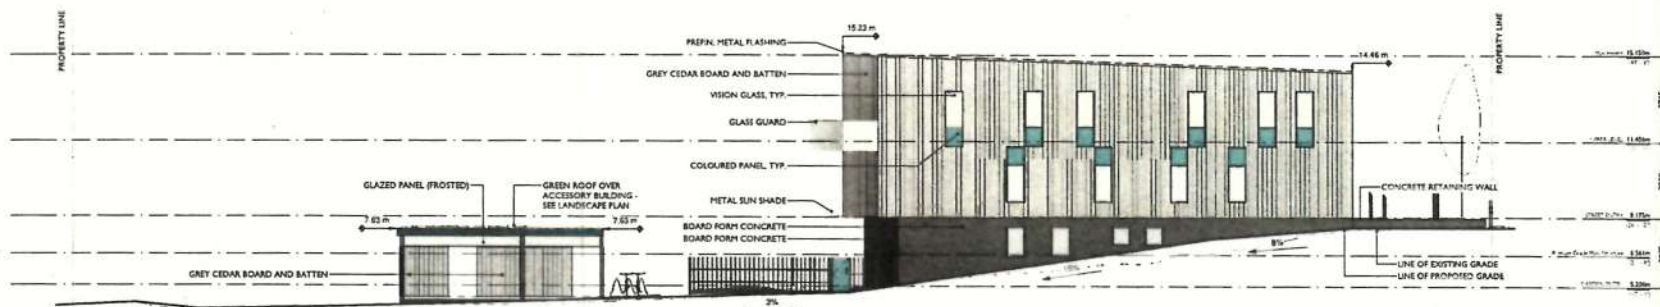 PROPERTY LINE
15.23 m
PREFIN. METAL FLASHING
GREY CEDAR BOARD AND BATTEN
VISION GLASS, TYP.
GLASS GUARD
COLOURED PANEL, TYP.
METAL SUN SHADE
BOARD FORM CONCRETE
BOARD FORM CONCRETE
GLAZED PANEL (FROSTED)
GREEN ROOF OVER
ACCESSORY BUILDING -
SEE LANDSCAPE PLAN
7.63 m
GREY CEDAR BOARD AND BATTEN
2%
14.46 m
PROPERTY LINE
CONCRETE RETAINING WALL
8%
LINE OF EXISTING GRADE
LINE OF PROPOSED GRADE